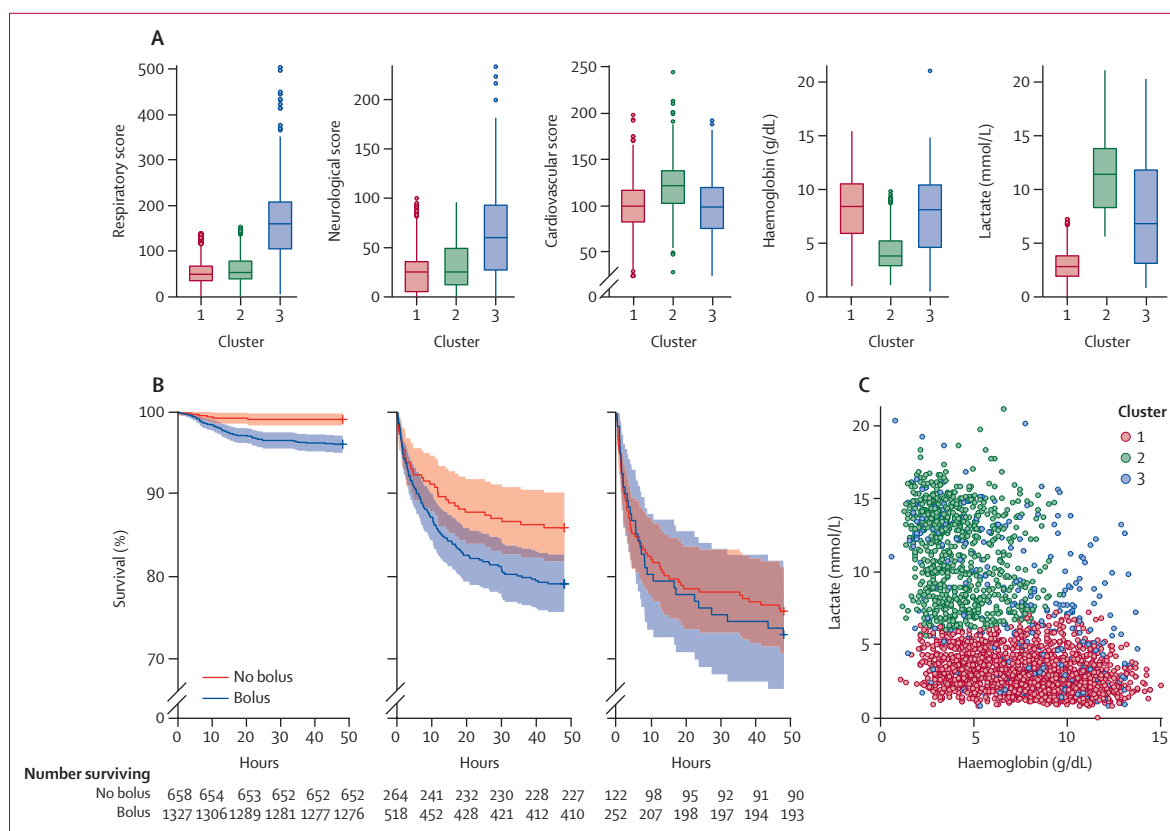 A
Respiratory score
500
400
300
200
100
0
1 2 3
Cluster
Neurological score
200
150
100
50
0
1 2 3
Cluster
Cardiovascular score
250
200
150
100
50
0
1 2 3
Cluster
Haemoglobin (g/dL)
20
15
10
5
0
1 2 3
Cluster
Lactate (mmol/L)
20
15
10
5
0
1 2 3
Cluster
B
Survival (%)
100
90
80
70
0
No bolus
Bolus
0 10 20 30 40 50
Hours
0 10 20 30 40 50
Hours
0 10 20 30 40 50
Hours
Number surviving
No bolus 658 654 653 652 652 652 264 241 232 230 228 227 122 98 95 92 91 90
Bolus 1327 1306 1289 1281 1277 1276 518 452 428 421 412 410 252 207 198 197 194 193
C
Cluster
1
2
3
Lactate (mmol/L)
20
15
10
5
0
0 5 10 15
Haemoglobin (g/dL)